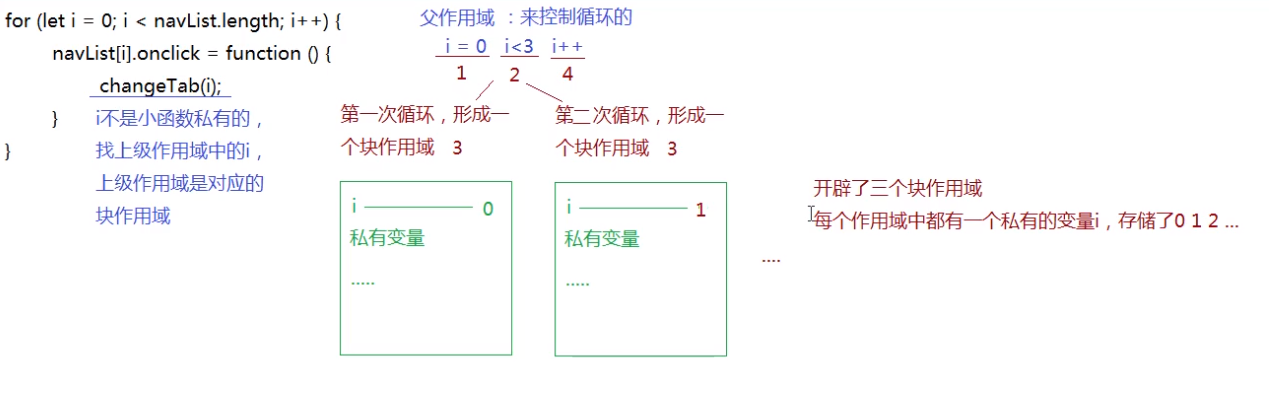 for (let i = 0; i < navList.length; i++) {
navList[i].onclick = function () {
changeTab(i);
}
}
i不是小函数私有的，
找上级作用域中的i，
上级作用域是对应的
块作用域
父作用域 ：来控制循环的
i = 0 i<3 i++
1 2 4
第一次循环，形成一
个块作用域 3
i 0
私有变量
.....
第二次循环，形成一
个块作用域 3
i 1
私有变量
.....
....
开辟了三个块作用域
每个作用域中都有一个私有的变量i，存储了0 1 2 ...